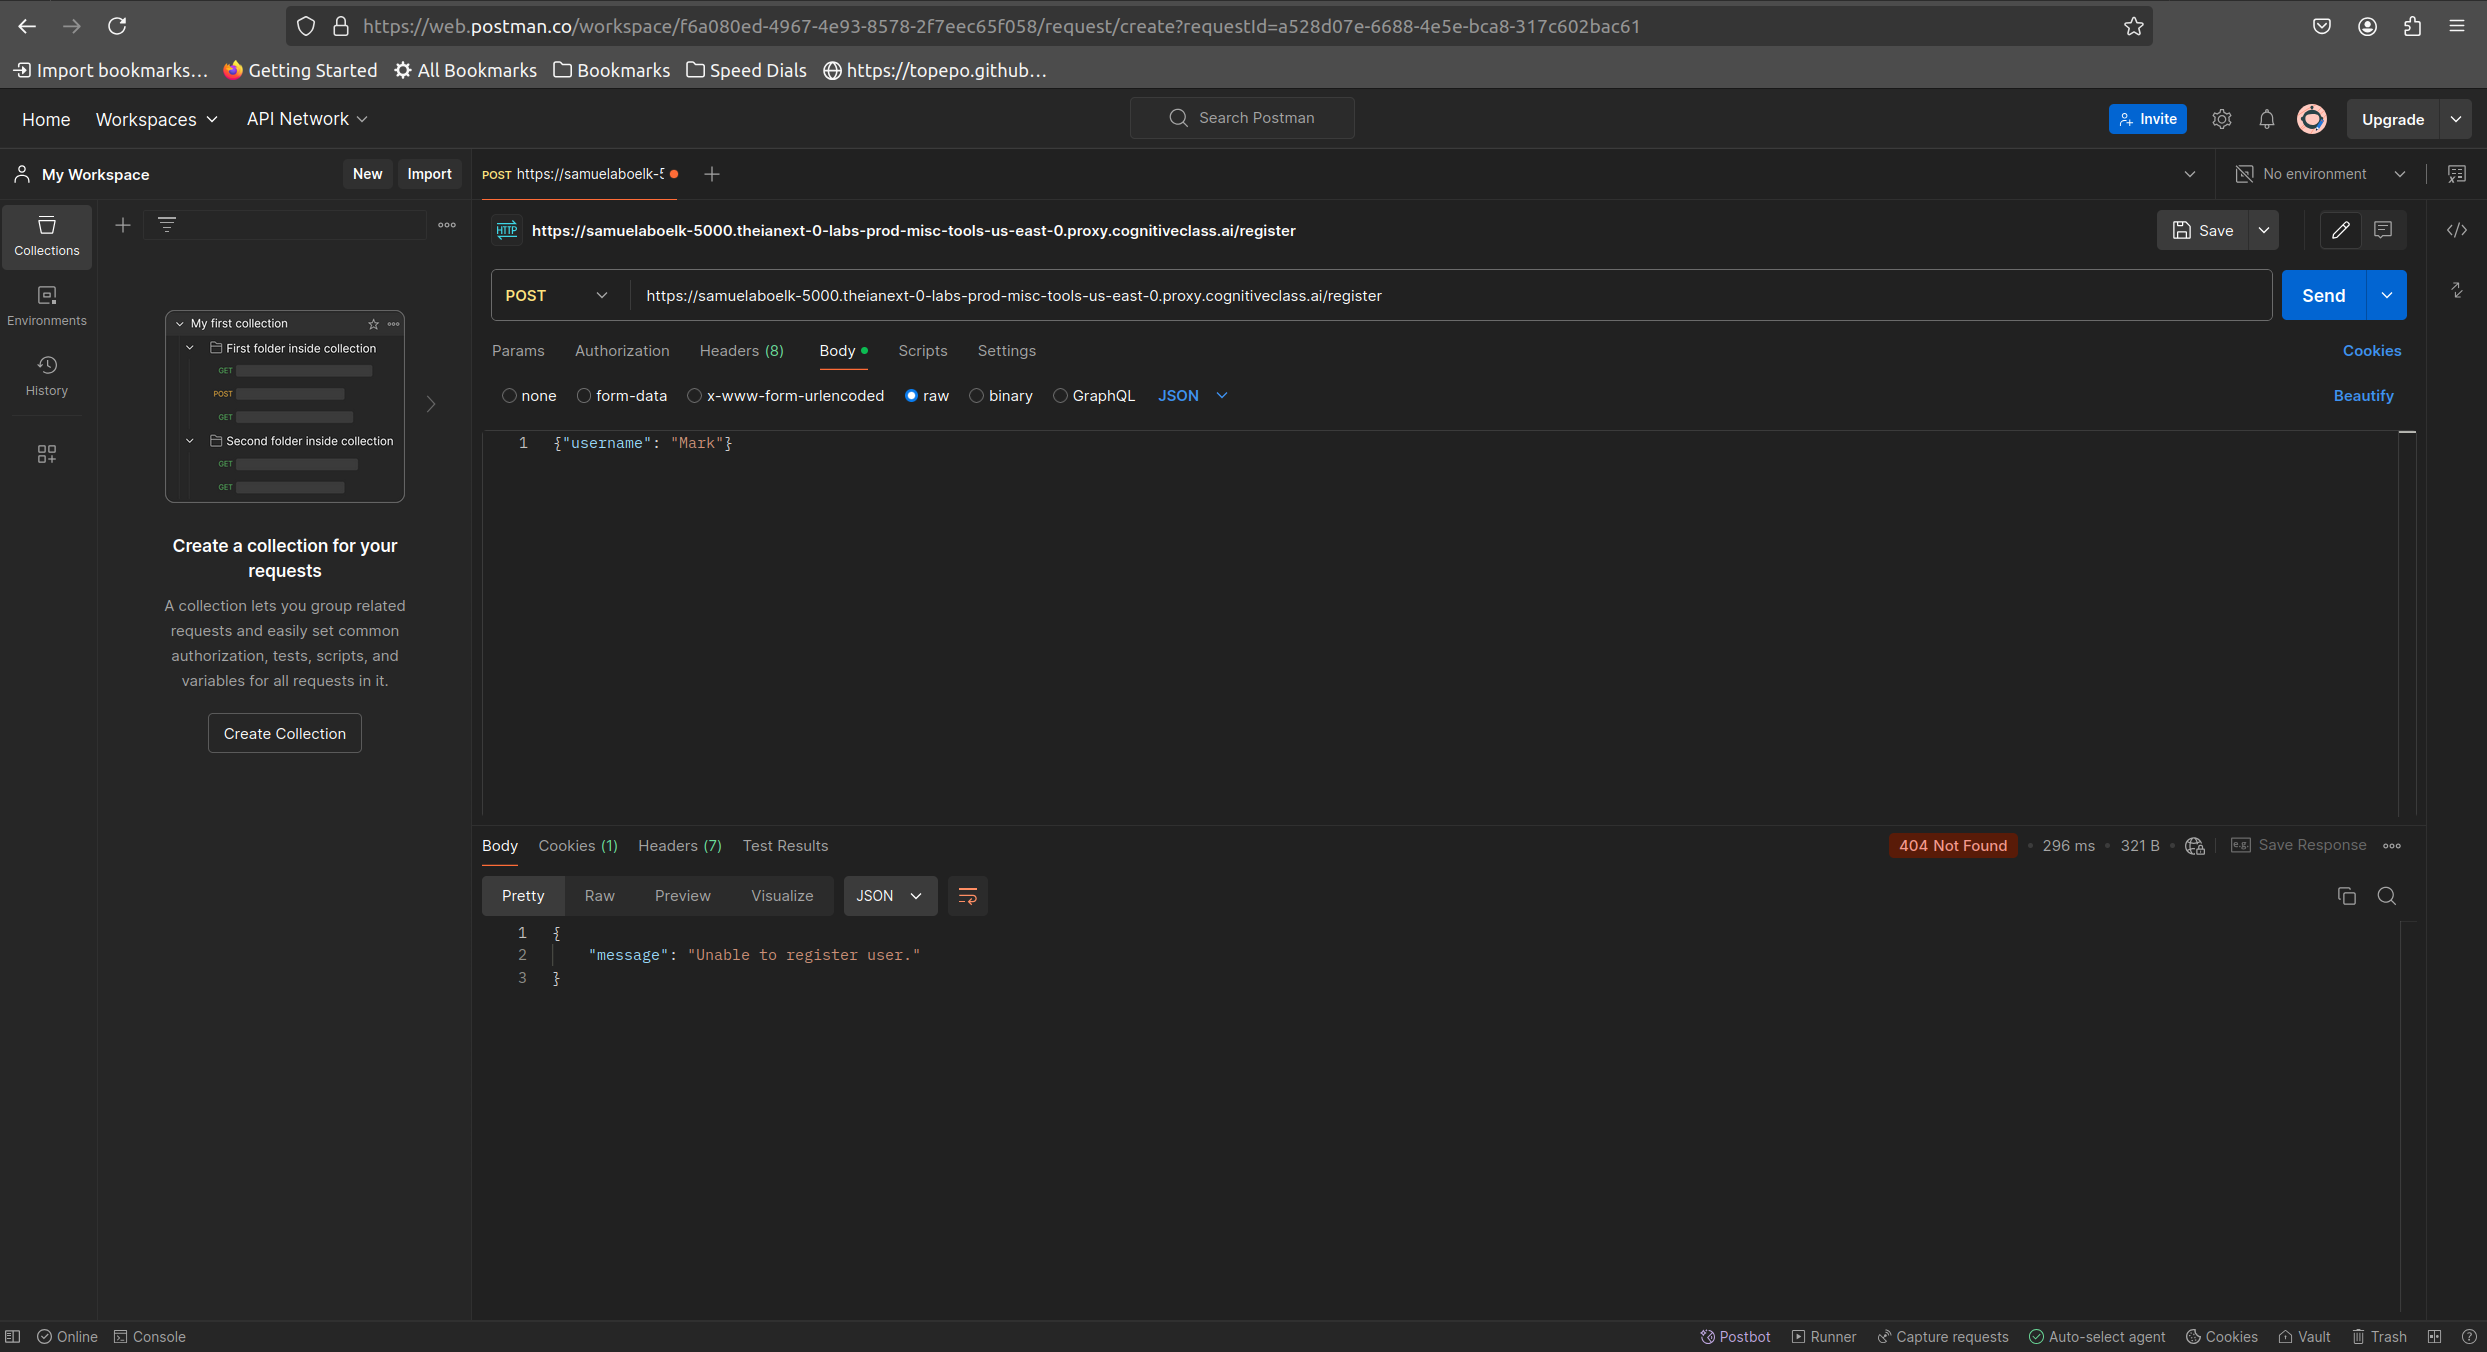 https://web.postman.co/workspace/f6a080ed-4967-4e93-8578-2f7eec65f058/request/create?requestId=a528d07e-6688-4e5e-bca8-317c602bac61
Import bookmarks... Getting Started All Bookmarks Bookmarks Speed Dials https://topepo.github...
Home Workspaces API Network Search Postman Invite Upgrade
My Workspace New Import POST https://samuelaboelk-5 No environment
Collections
Environments
History
My first collection
First folder inside collection
GET
POST
GET
Second folder inside collection
GET
GET
Create a collection for your
requests
A collection lets you group related
requests and easily set common
authorization, tests, scripts, and
variables for all requests in it.
Create Collection
HTTP https://samuelaboelk-5000.theianext-0-labs-prod-misc-tools-us-east-0.proxy.cognitiveclass.ai/register Save
POST https://samuelaboelk-5000.theianext-0-labs-prod-misc-tools-us-east-0.proxy.cognitiveclass.ai/register Send
Params Authorization Headers (8) Body Scripts Settings Cookies
none form-data x-www-form-urlencoded raw binary GraphQL JSON Beautify
1 {"username": "Mark"}
Body Cookies (1) Headers (7) Test Results 404 Not Found 296 ms 321 B e.g. Save Response
Pretty Raw Preview Visualize JSON
1 {
2 "message": "Unable to register user."
3 }
Online Console Postbot Runner Capture requests Auto-select agent Cookies Vault Trash